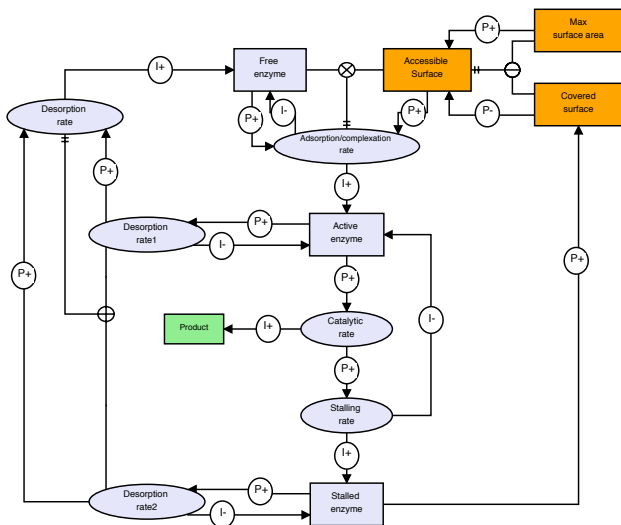 Max
surface area
P+
I+
Free
enzyme
Accessible
Surface
Desorption
rate
P+
I-
P+
P-
Covered
surface
Adsorption/complexation
rate
P+
I+
Desorption
rate1
P+
I-
Active
enzyme
P+
P+
P+
Product
I+
Catalytic
rate
I-
P+
Stalling
rate
I+
Desorption
rate2
P+
I-
Stalled
enzyme